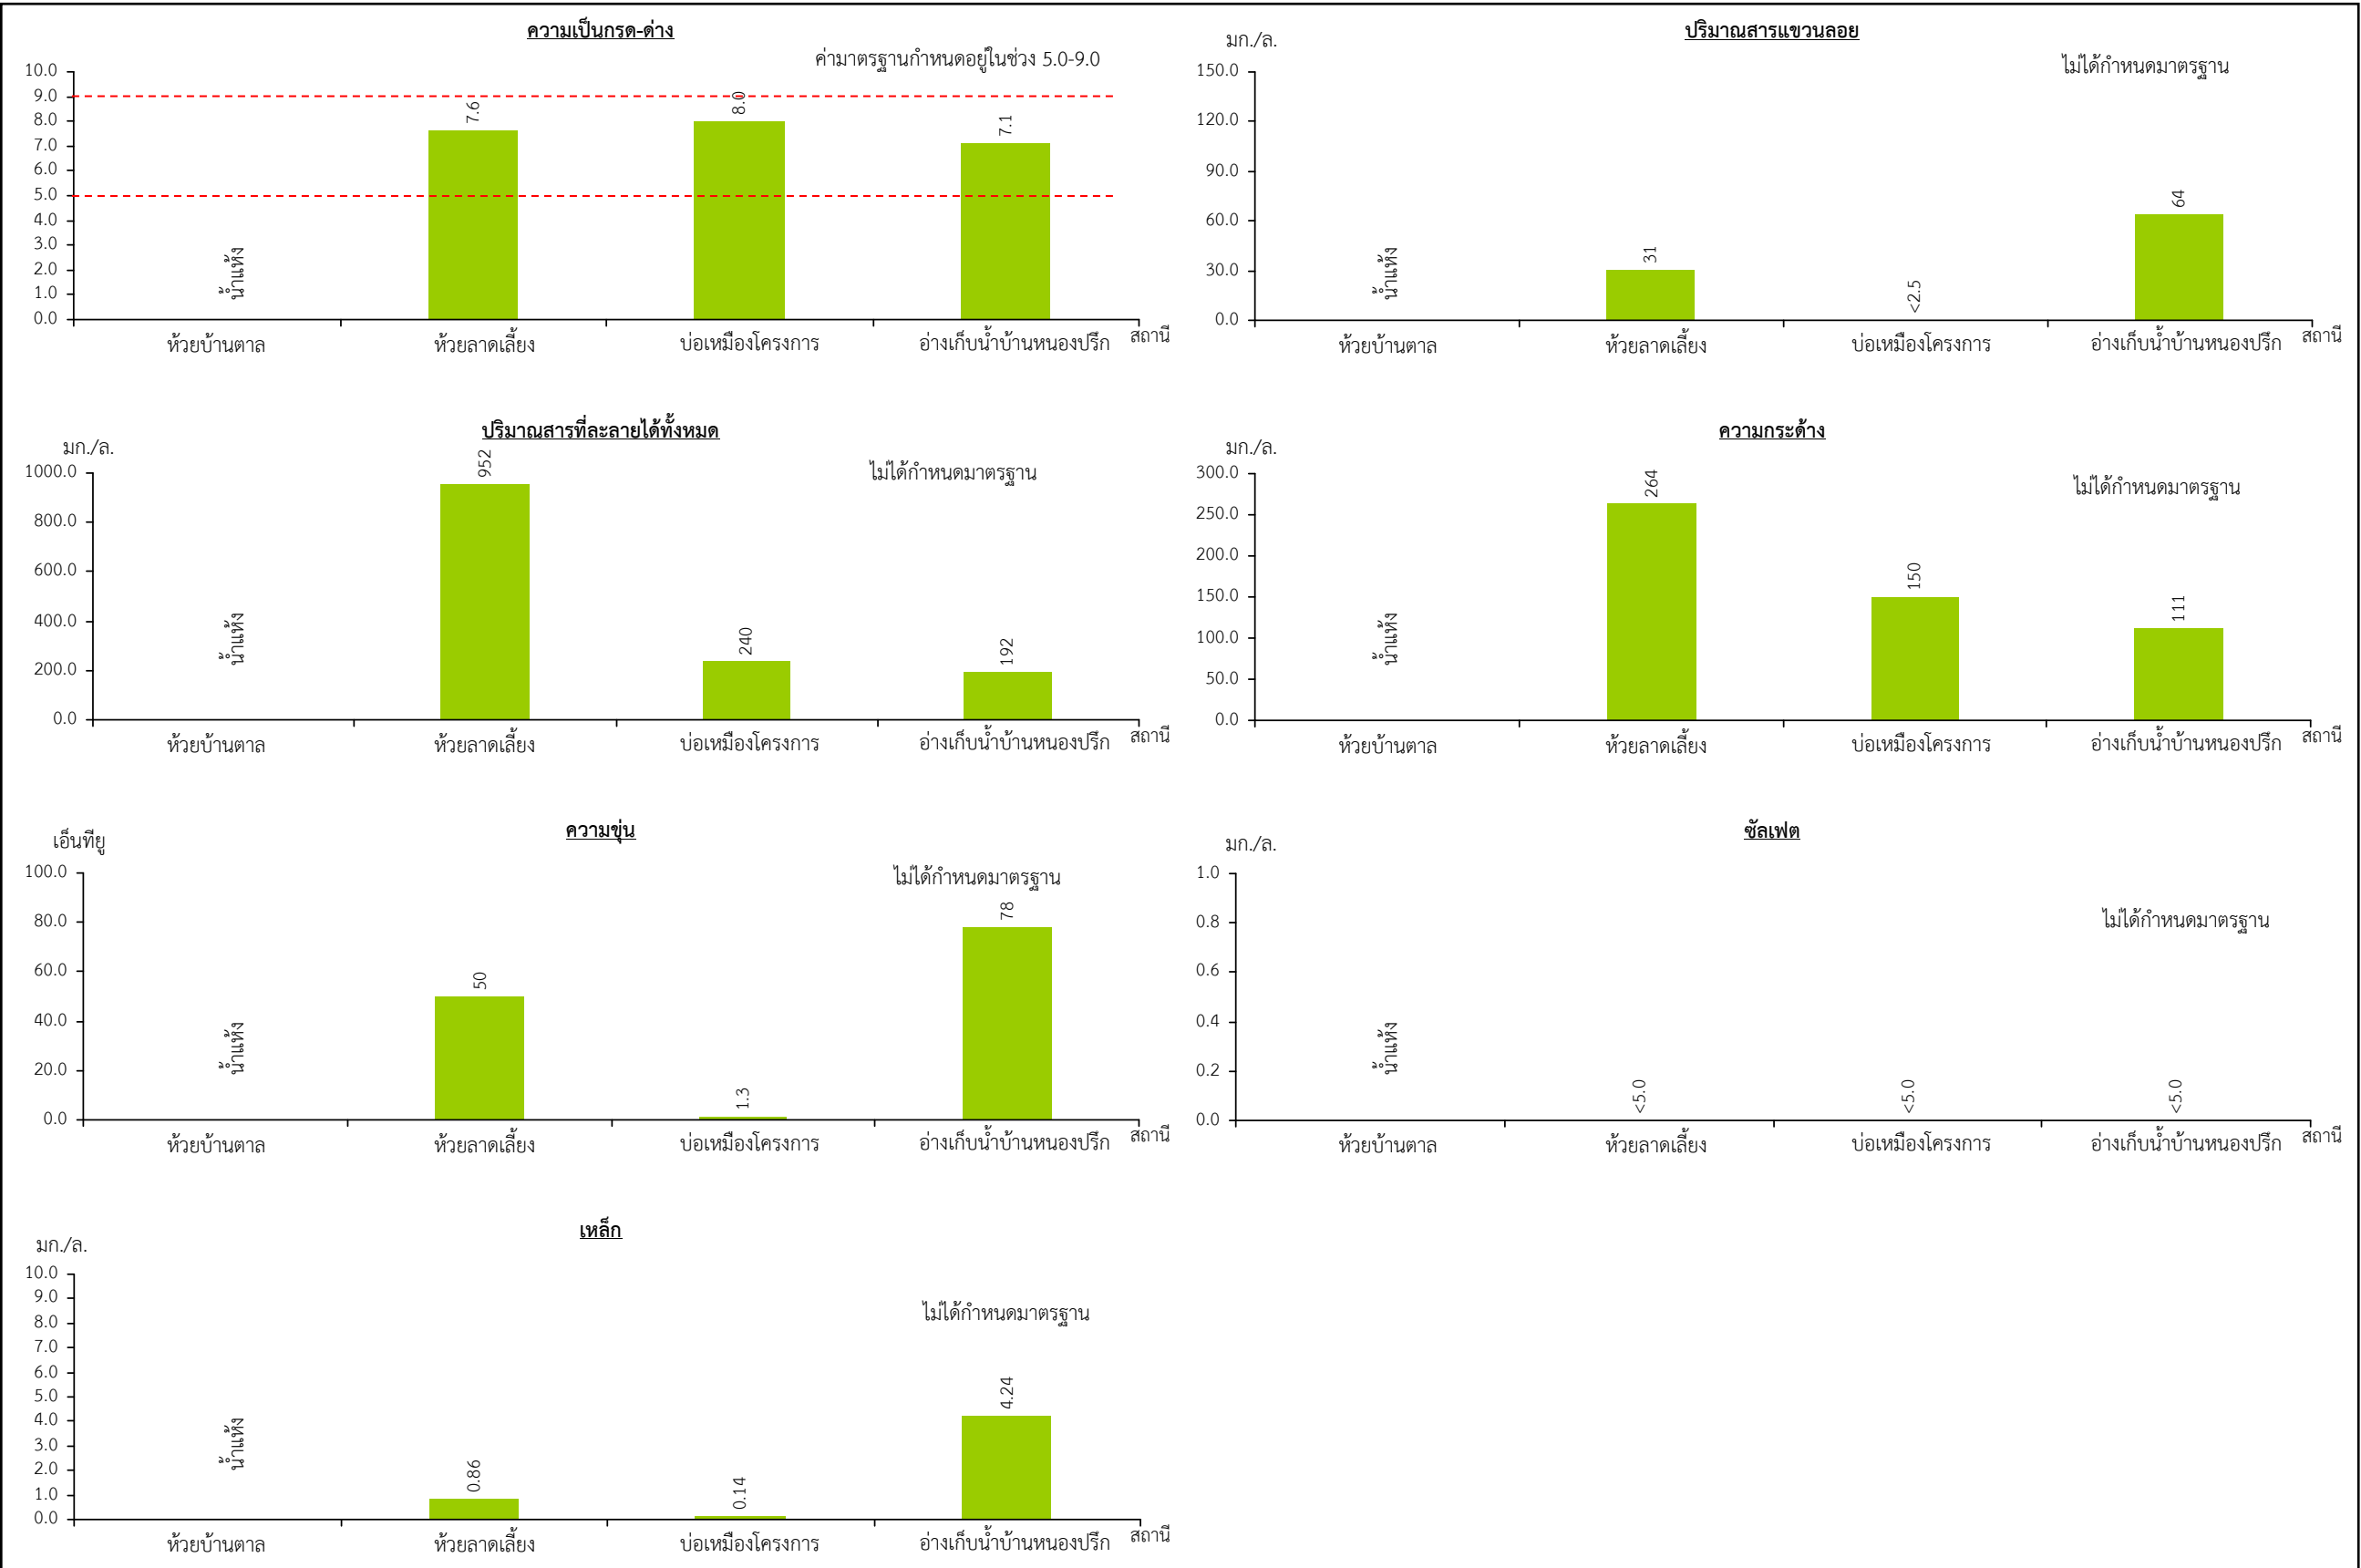 ความเป็นกรด-ด่าง
ค่ามาตรฐานกำหนดอยู่ในช่วง 5.0-9.0
10.0
9.0
8.0
7.0
6.0
5.0
4.0
3.0
2.0
1.0
0.0
น้ำแห้ง
7.6
8.0
7.1
ห้วยบ้านตาล
ห้วยลาดเลี้ยง
บ่อเหมืองโครงการ
อ่างเก็บน้ำบ้านหนองปรึก
สถานี
ปริมาณสารแขวนลอย
มก./ล.
ไม่ได้กำหนดมาตรฐาน
150.0
120.0
90.0
60.0
30.0
0.0
น้ำแห้ง
31
<2.5
64
ห้วยบ้านตาล
ห้วยลาดเลี้ยง
บ่อเหมืองโครงการ
อ่างเก็บน้ำบ้านหนองปรึก
สถานี
ปริมาณสารที่ละลายได้ทั้งหมด
มก./ล.
ไม่ได้กำหนดมาตรฐาน
1000.0
800.0
600.0
400.0
200.0
0.0
น้ำแห้ง
952
240
192
ห้วยบ้านตาล
ห้วยลาดเลี้ยง
บ่อเหมืองโครงการ
อ่างเก็บน้ำบ้านหนองปรึก
สถานี
ความกระด้าง
มก./ล.
ไม่ได้กำหนดมาตรฐาน
300.0
250.0
200.0
150.0
100.0
50.0
0.0
น้ำแห้ง
264
150
111
ห้วยบ้านตาล
ห้วยลาดเลี้ยง
บ่อเหมืองโครงการ
อ่างเก็บน้ำบ้านหนองปรึก
สถานี
ความขุ่น
เอ็นทียู
ไม่ได้กำหนดมาตรฐาน
100.0
80.0
60.0
40.0
20.0
0.0
น้ำแห้ง
50
1.3
78
ห้วยบ้านตาล
ห้วยลาดเลี้ยง
บ่อเหมืองโครงการ
อ่างเก็บน้ำบ้านหนองปรึก
สถานี
ซัลเฟต
มก./ล.
ไม่ได้กำหนดมาตรฐาน
1.0
0.8
0.6
0.4
0.2
0.0
น้ำแห้ง
<5.0
<5.0
<5.0
ห้วยบ้านตาล
ห้วยลาดเลี้ยง
บ่อเหมืองโครงการ
อ่างเก็บน้ำบ้านหนองปรึก
สถานี
เหล็ก
มก./ล.
ไม่ได้กำหนดมาตรฐาน
10.0
9.0
8.0
7.0
6.0
5.0
4.0
3.0
2.0
1.0
0.0
น้ำแห้ง
0.86
0.14
4.24
ห้วยบ้านตาล
ห้วยลาดเลี้ยง
บ่อเหมืองโครงการ
อ่างเก็บน้ำบ้านหนองปรึก
สถานี